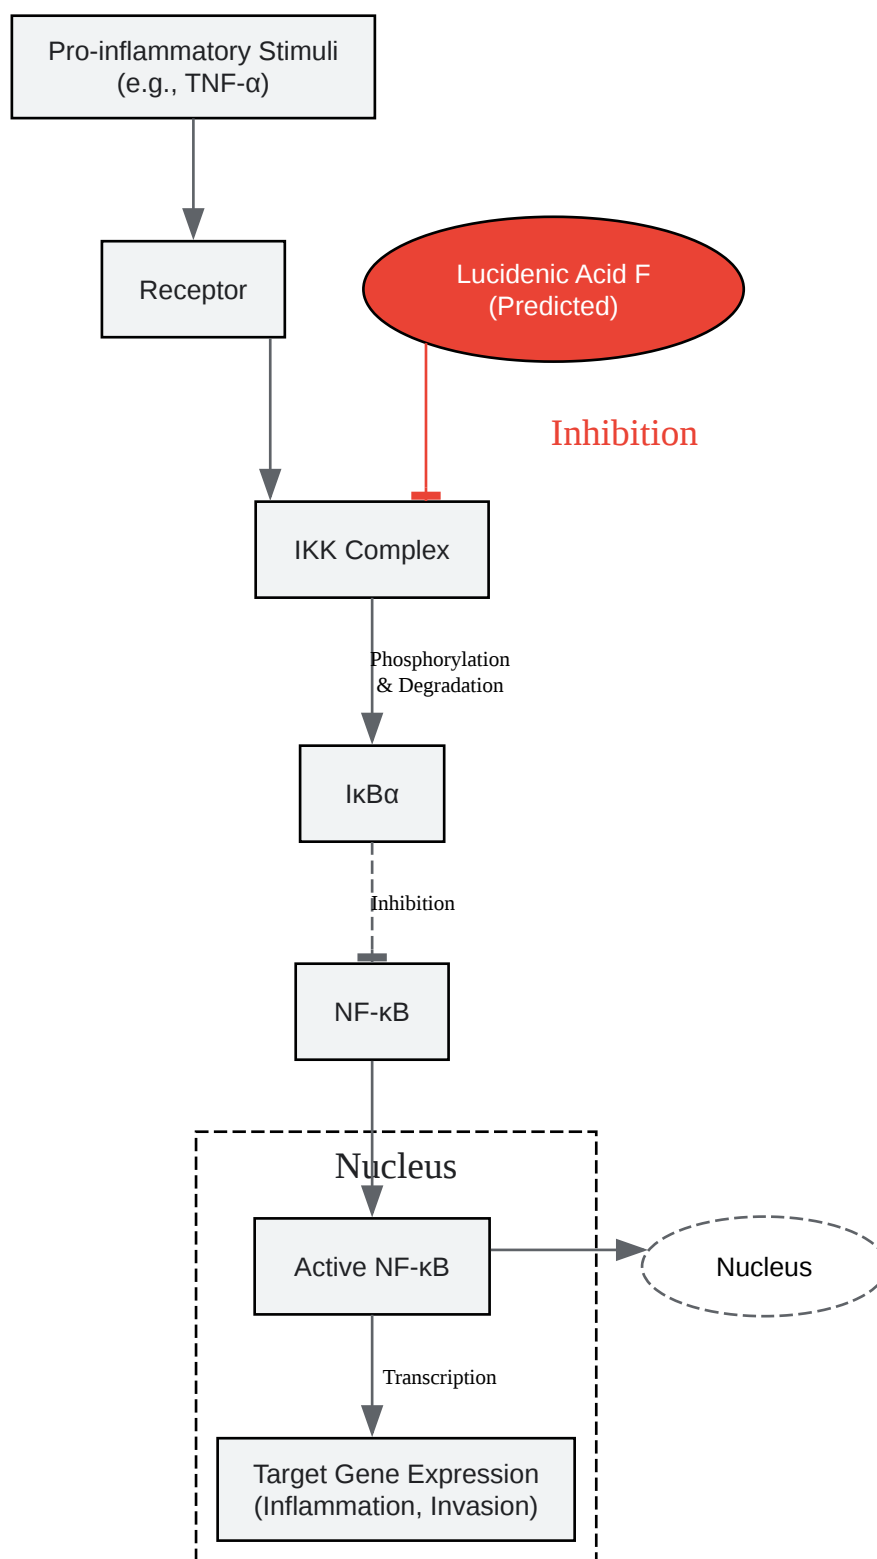 Pro-inflammatory Stimuli
(e.g., TNF-α)
Receptor
Lucidenic Acid F
(Predicted)
Inhibition
IKK Complex
Phosphorylation
& Degradation
IκBα
Inhibition
NF-κB
Nucleus
Active NF-κB
Nucleus
Transcription
Target Gene Expression
(Inflammation, Invasion)